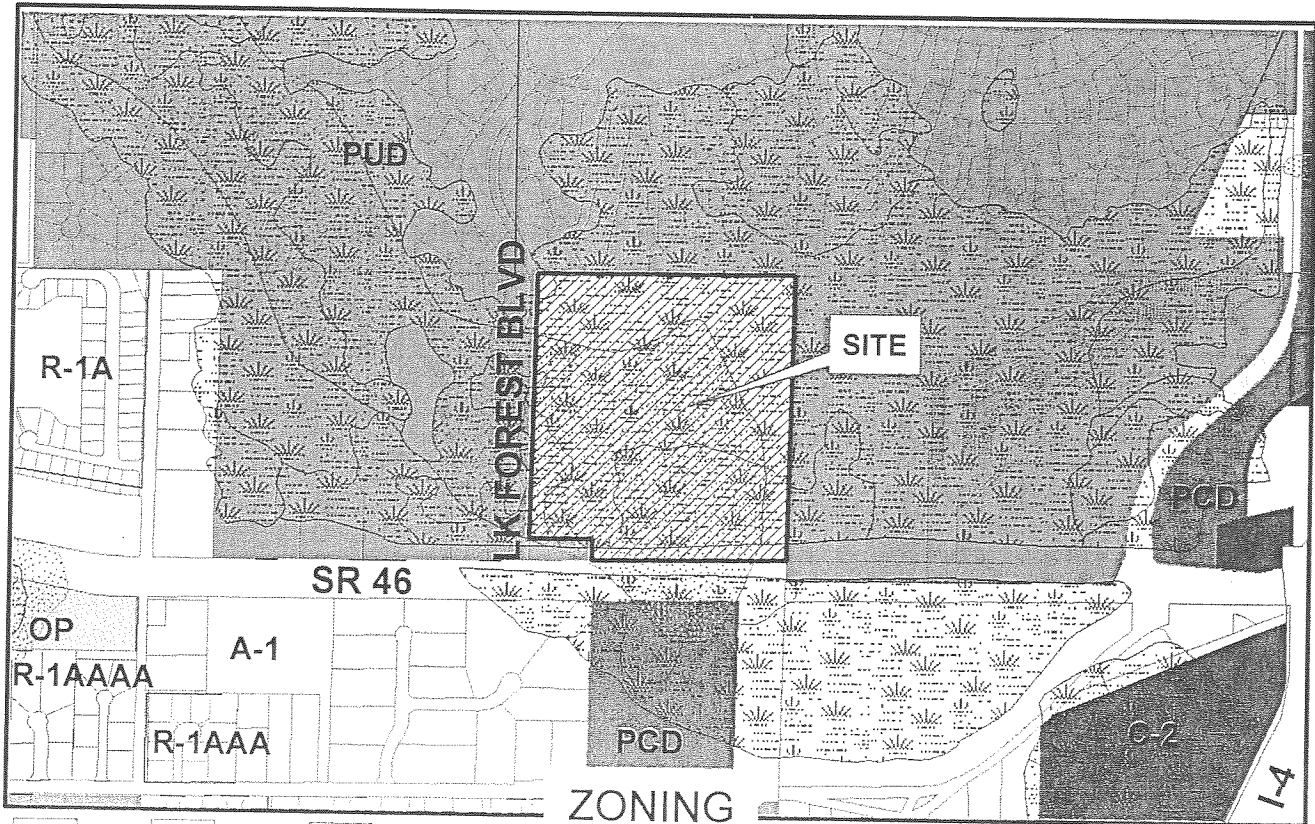 PUD
LK FOREST BLVD
R-1A
SITE
PCD
SR 46
OP
A-1
R-1AAAA
R-1AAA
PCD
C-2
I-4
ZONING